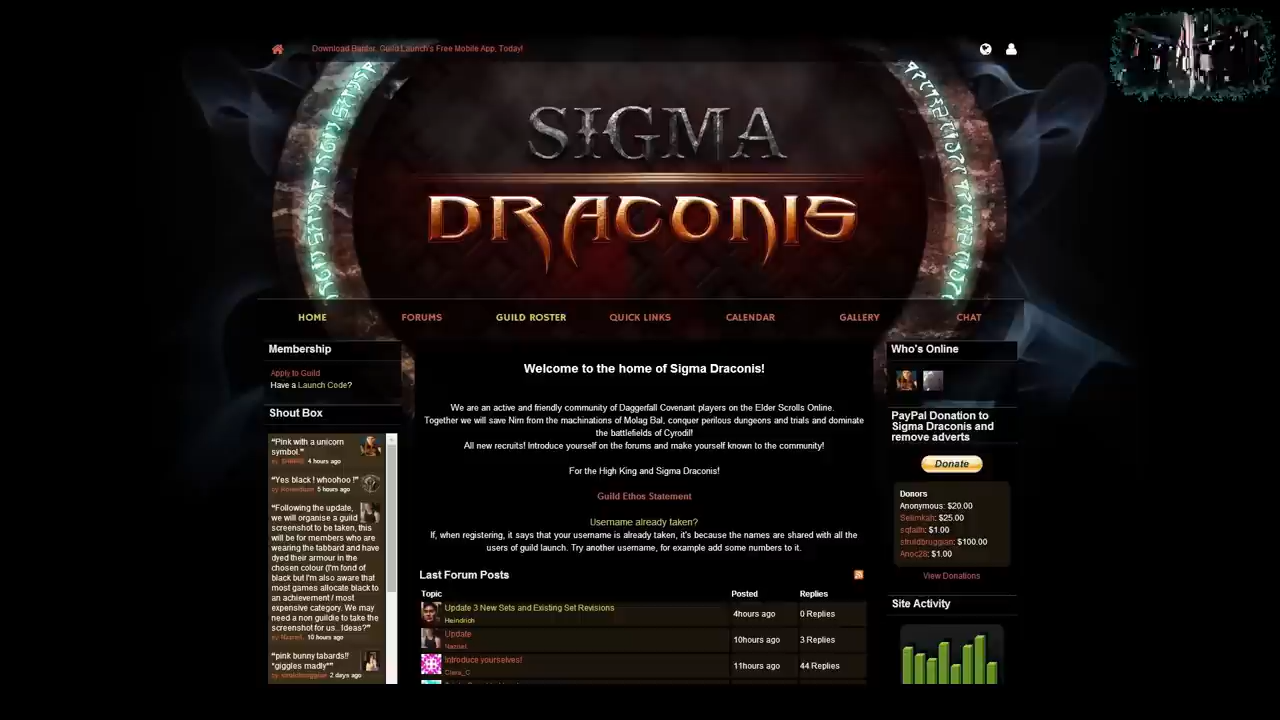 Download Battler, Guild Launch's Free Mobile App, Today!
SIGMA
DRACONIS
HOME
FORUMS
GUILD ROSTER
QUICK LINKS
CALENDAR
GALLERY
CHAT
Membership
Apply to Guild
Have a Launch Code?
Shout Box
"Pink with a unicorn
symbol."
by
4 hours ago
"Yes black ! whoohoo !"
by
5 hours ago
"Following the update,
we will organise a guild
screenshot to be taken, this
will be for members who are
wearing the tabbard and have
dyed their armour in the
chosen colour (I'm fond of
black but I'm also aware that
most games allocate black to
an achievement / most
expensive category. We may
need a non guildie to take the
screenshot for us.. Ideas?"
by Nazriel, 10 hours ago
"pink bunny tabards!!
*giggles madly*"
by struldbruggian 2 days ago
Welcome to the home of Sigma Draconis!
We are an active and friendly community of Daggerfall Covenant players on the Elder Scrolls Online.
Together we will save Nirn from the machinations of Molag Bal, conquer perilous dungeons and trials and dominate
the battlefields of Cyrodil!
All new recruits! Introduce yourself on the forums and make yourself known to the community!
For the High King and Sigma Draconis!
Guild Ethos Statement
Username already taken?
If, when registering, it says that your username is already taken, it's because the names are shared with all the
users of guild launch. Try another username, for example add some numbers to it.
Last Forum Posts
Topic Posted Replies
Update 3 New Sets and Existing Set Revisions
Heindrich
4hours ago 0 Replies
Update
Nazriel
10hours ago 3 Replies
Introduce yourselves!
Clera_C
11hours ago 44 Replies
Who's Online
PayPal Donation to
Sigma Draconis and
remove adverts
Donate
Donors
Anonymous: $20.00
Selimkah: $25.00
sqfaith: $1.00
struldbruggian: $100.00
Anoc28: $1.00
View Donations
Site Activity